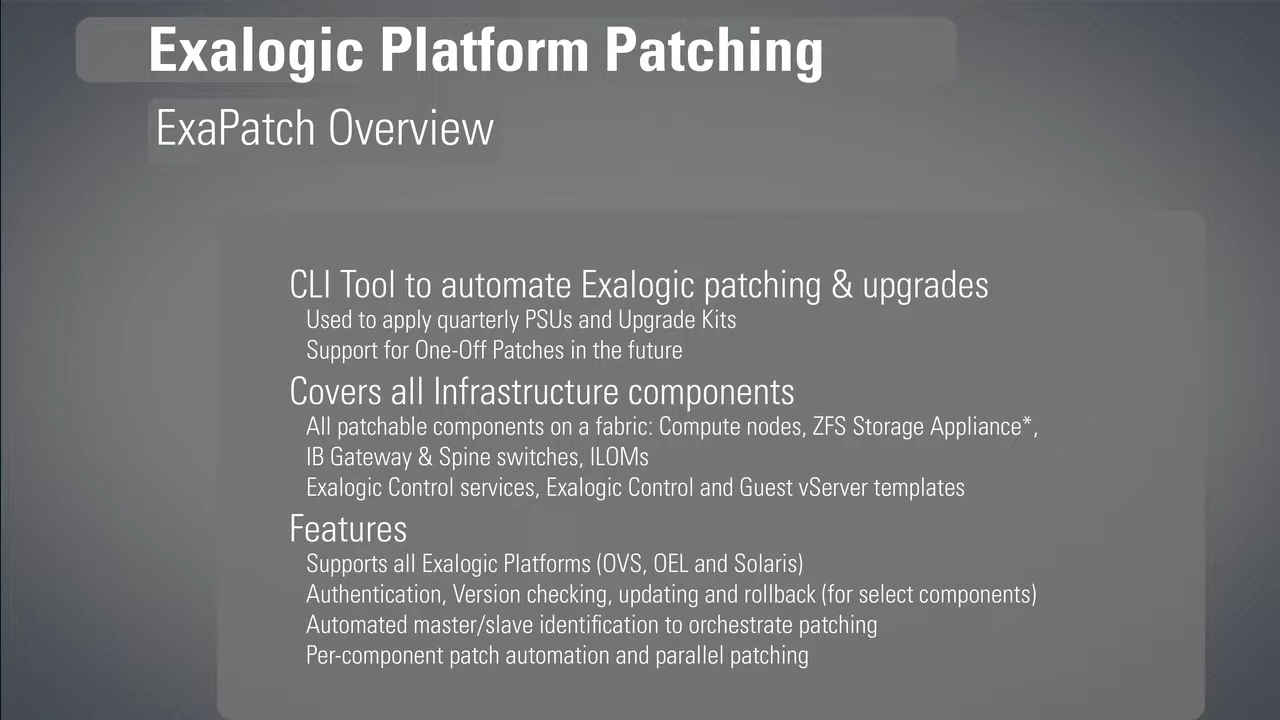 Exalogic Platform Patching
ExaPatch Overview
CLI Tool to automate Exalogic patching & upgrades
Used to apply quarterly PSUs and Upgrade Kits
Support for One-Off Patches in the future
Covers all Infrastructure components
All patchable components on a fabric: Compute nodes, ZFS Storage Appliance*,
IB Gateway & Spine switches, ILOMs
Exalogic Control services, Exalogic Control and Guest vServer templates
Features
Supports all Exalogic Platforms (OVS, OEL and Solaris)
Authentication, Version checking, updating and rollback (for select components)
Automated master/slave identification to orchestrate patching
Per-component patch automation and parallel patching